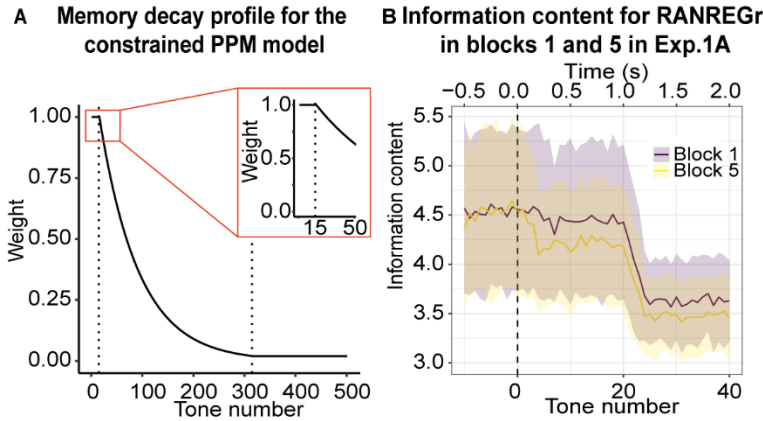 A Memory decay profile for the
constrained PPM model
1.00
0.75
0.50
0.25
0.00
Weight
0 100 200 300 400 500
Tone number
1.0
0.5
0.0
Weight
15 50
B Information content for RANREGr
in blocks 1 and 5 in Exp.1A
Time (s)
−0.5 0.0 0.5 1.0 1.5 2.0
5.5
5.0
4.5
4.0
3.5
3.0
Information content
Block 1
Block 5
0 20 40
Tone number